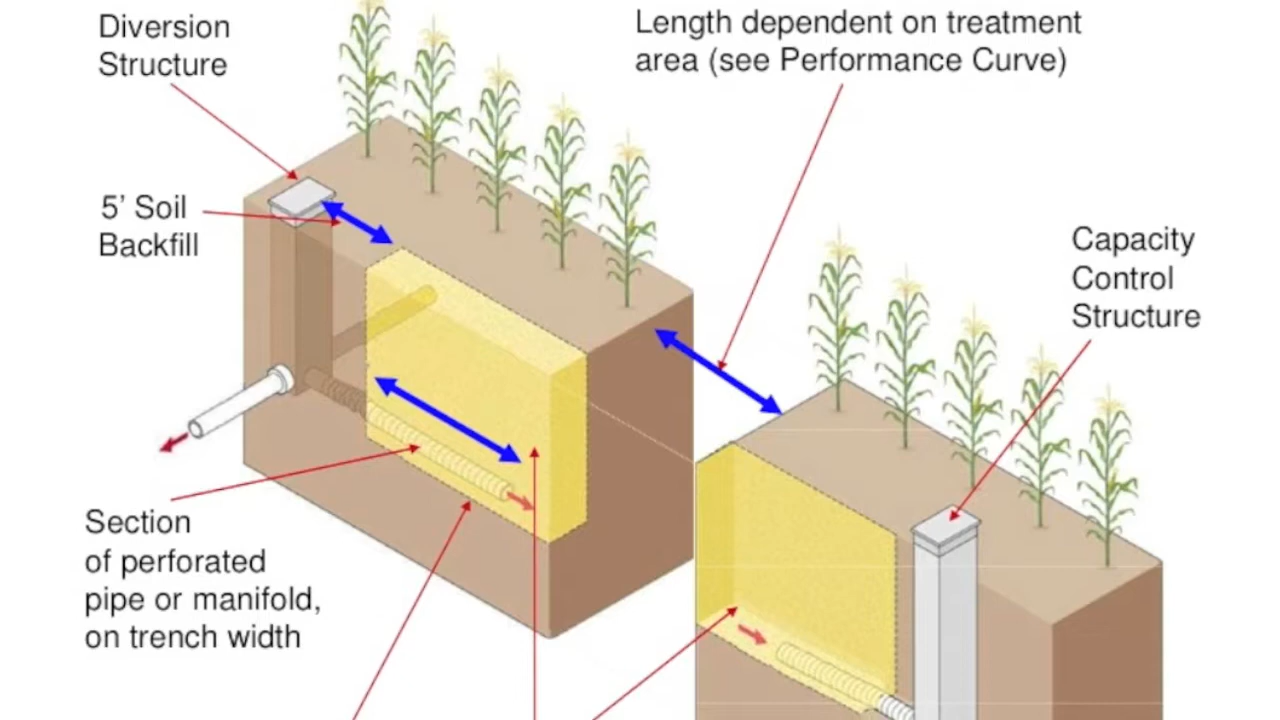 Diversion
Structure
Length dependent on treatment
area (see Performance Curve)
5’ Soil
Backfill
Capacity
Control
Structure
Section
of perforated
pipe or manifold,
on trench width